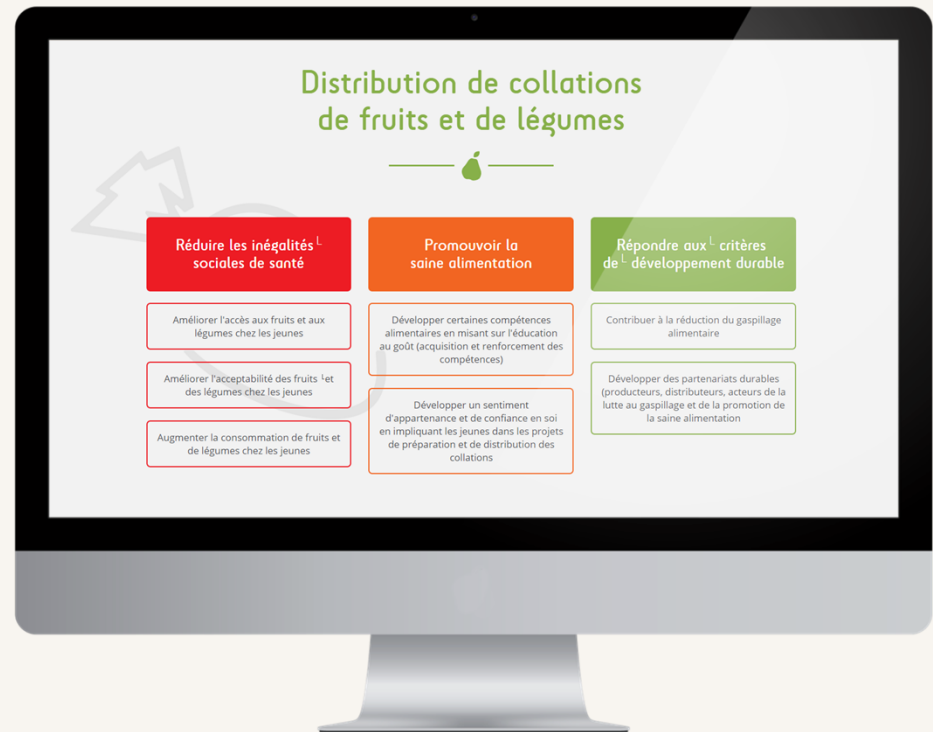 Distribution de collations
de fruits et de légumes
Réduire les inégalités └
sociales de santé
Améliorer l'accès aux fruits et aux
légumes chez les jeunes
Améliorer l'acceptabilité des fruits └et
des légumes chez les jeunes
Augmenter la consommation de fruits et
de légumes chez les jeunes
Promouvoir la
saine alimentation
Développer certaines compétences
alimentaires en misant sur l'éducation
au goût (acquisition et renforcement des
compétences)
Développer un sentiment
d'appartenance et de confiance en soi
en impliquant les jeunes dans les projets
de préparation et de distribution des
collations
Répondre aux └ critères
de └ développement durable
Contribuer à la réduction du gaspillage
alimentaire
Développer des partenariats durables
(producteurs, distributeurs, acteurs de la
lutte au gaspillage et de la promotion de
la saine alimentation